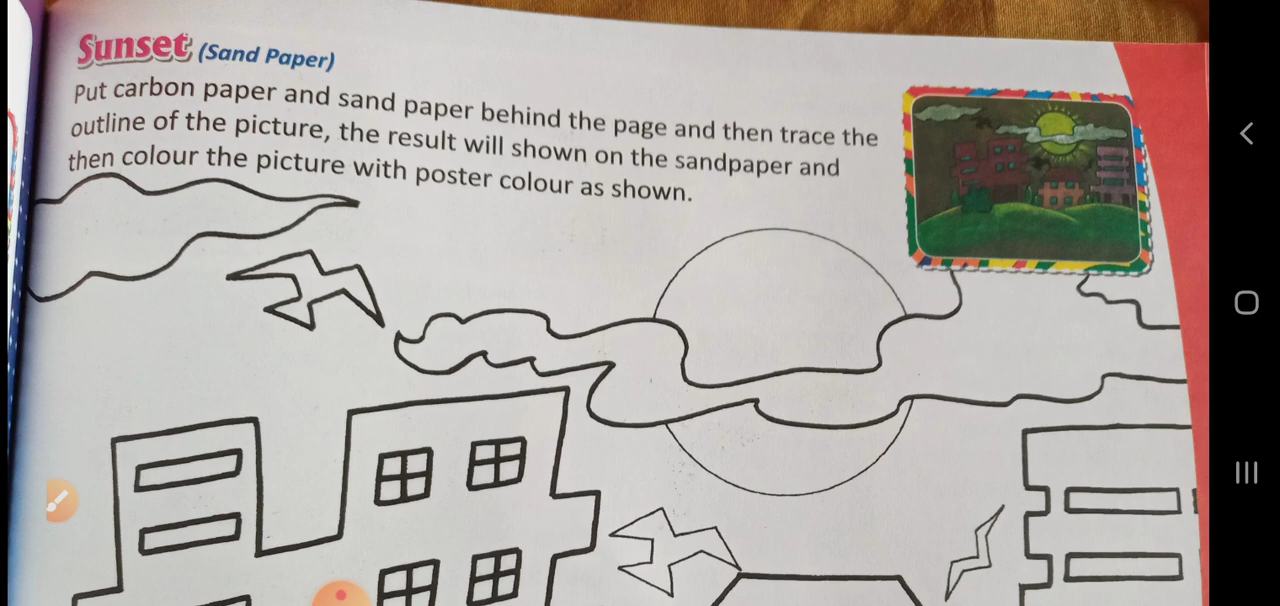 Sunset (Sand Paper)
Put carbon paper and sand paper behind the page and then trace the
outline of the picture, the result will shown on the sandpaper and
then colour the picture with poster colour as shown.